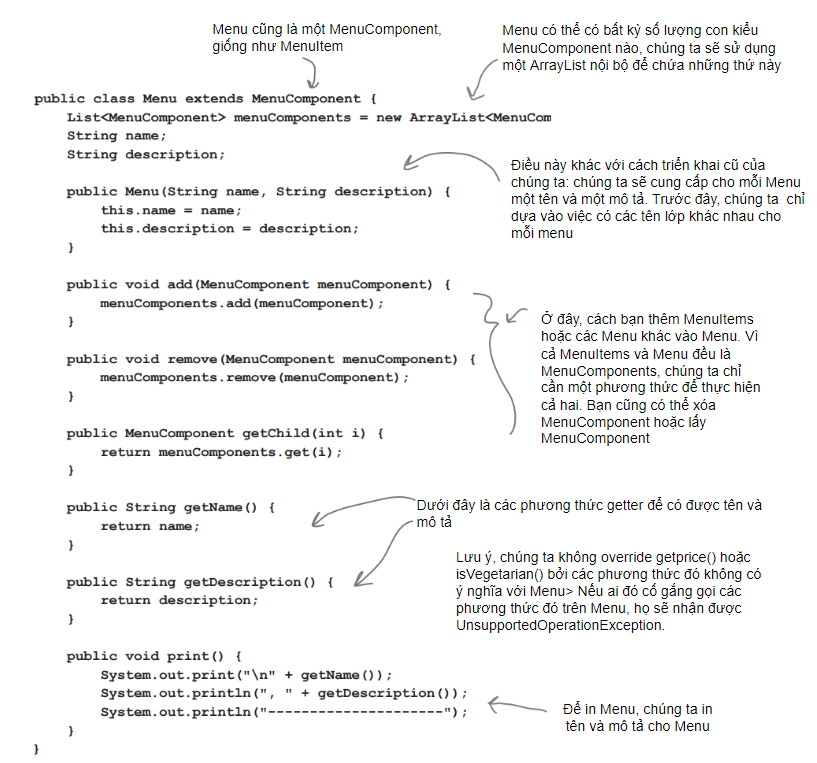 Menu cũng là một MenuComponent,
giống như MenuItem
Menu có thể có bất kỳ số lượng con kiểu
MenuComponent nào, chúng ta sẽ sử dụng
một ArrayList nội bộ để chứa những thứ này
public class Menu extends MenuComponent {
List<MenuComponent> menuComponents = new ArrayList<MenuCom
String name;
String description;
Điều này khác với cách triển khai cũ của
chúng ta: chúng ta sẽ cung cấp cho mỗi Menu
một tên và một mô tả. Trước đây, chúng ta chỉ
dựa vào việc có các tên lớp khác nhau cho
mỗi menu
public Menu(String name, String description) {
this.name = name;
this.description = description;
}
public void add(MenuComponent menuComponent) {
menuComponents.add(menuComponent);
}
Ở đây, cách bạn thêm MenuItems
hoặc các Menu khác vào Menu. Vì
cả MenuItems và Menu đều là
MenuComponents, chúng ta chỉ
cần một phương thức để thực hiện
cả hai. Bạn cũng có thể xóa
MenuComponent hoặc lấy
MenuComponent
public void remove(MenuComponent menuComponent) {
menuComponents.remove(menuComponent);
}
public MenuComponent getChild(int i) {
return menuComponents.get(i);
}
public String getName() {
return name;
}
Dưới đây là các phương thức getter để có được tên và
mô tả
Lưu ý, chúng ta không override getprice() hoặc
isVegetarian() bởi các phương thức đó không có
ý nghĩa với Menu> Nếu ai đó cố gắng gọi các
phương thức đó trên Menu, họ sẽ nhận được
UnsupportedOperationException.
public String getDescription() {
return description;
}
public void print() {
System.out.print("\n" + getName());
System.out.println(", " + getDescription());
System.out.println("---------------------");
}
}
Để in Menu, chúng ta in
tên và mô tả cho Menu